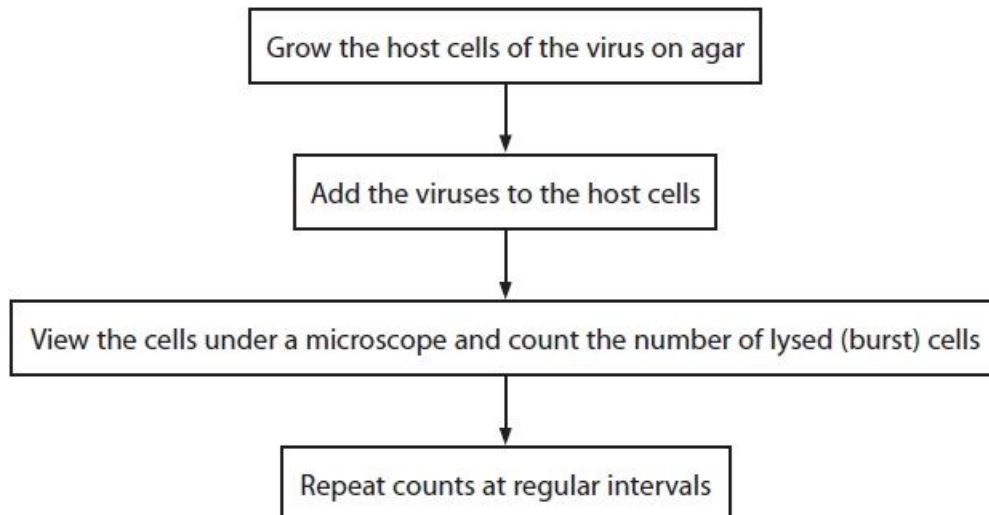 Grow the host cells of the virus on agar
Add the viruses to the host cells
View the cells under a microscope and count the number of lysed (burst) cells
Repeat counts at regular intervals